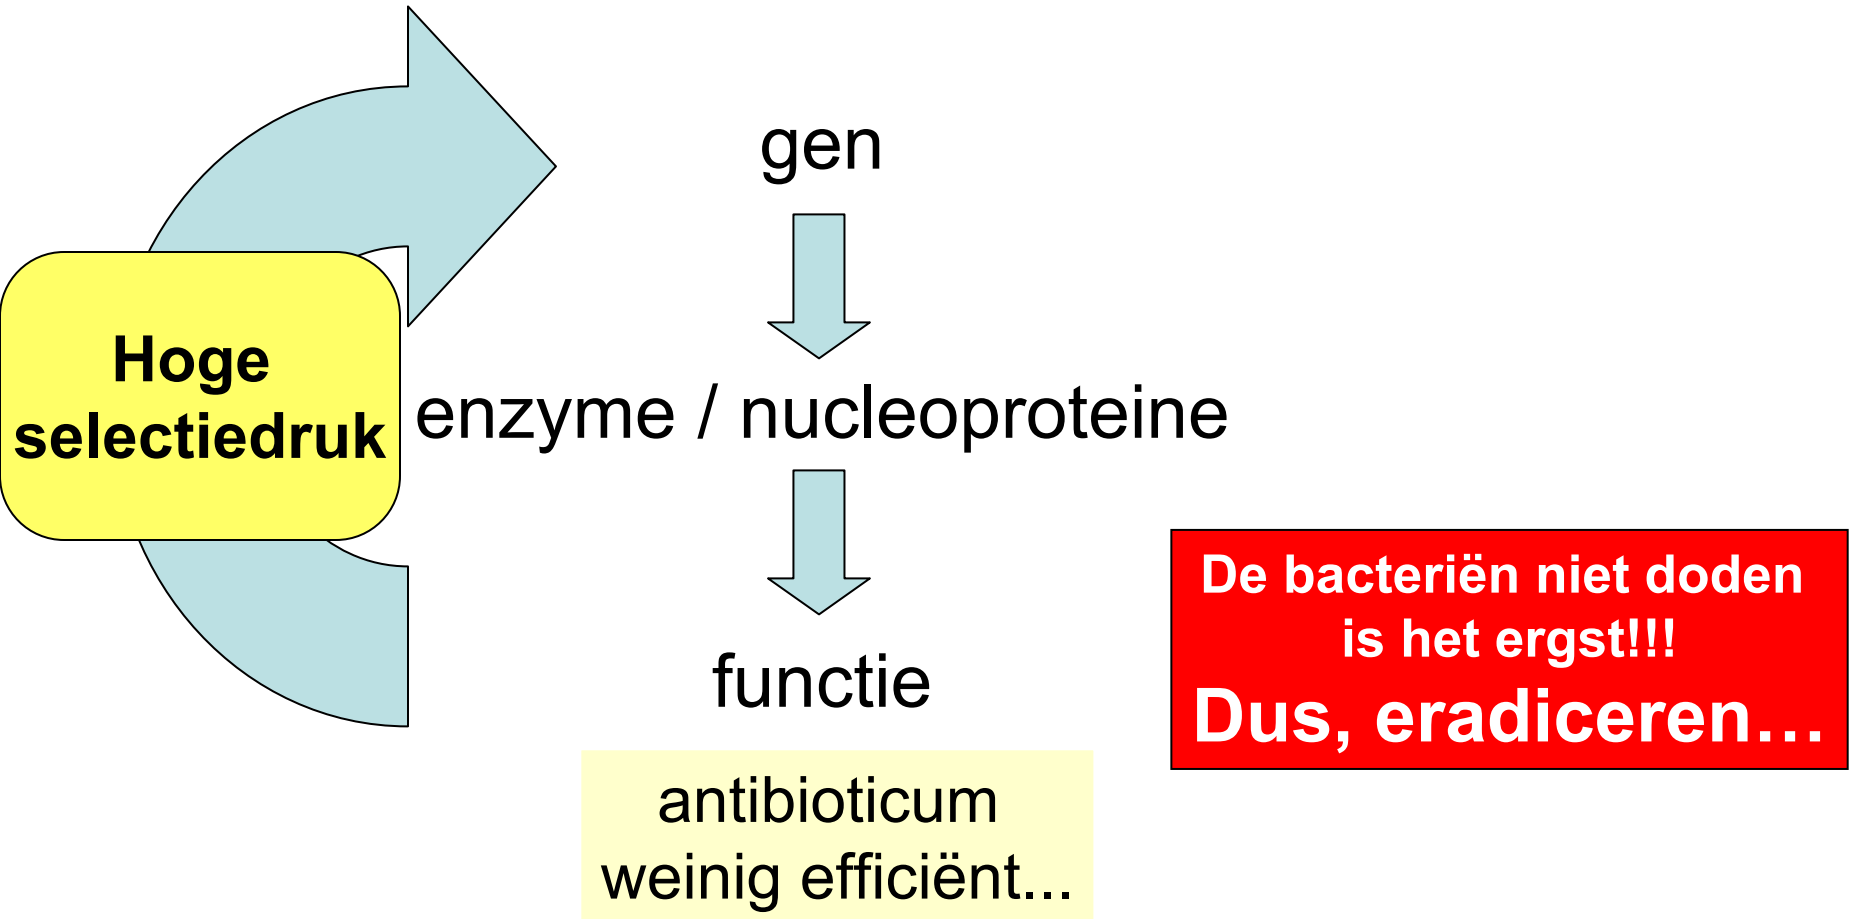 gen
Hoge
selectiedruk
enzyme / nucleoproteine
functie
De bacteriën niet doden
is het ergst!!!
Dus, eradiceren...
antibioticum
weinig efficiënt...